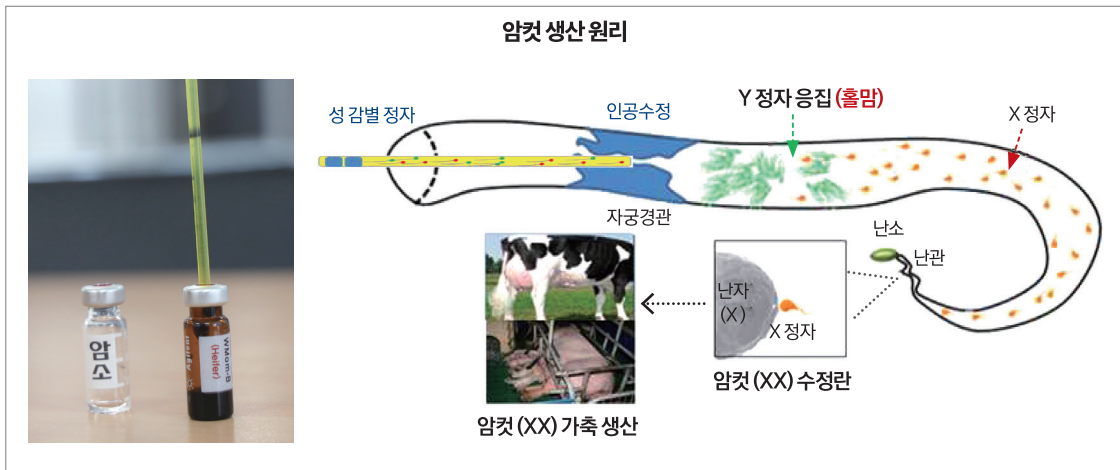 암컷 생산 원리
성 감별 정자
인공수정
Y 정자 응집 (홀맘)
X 정자
자궁경관
난소
난관
난자
(X)
X 정자
암컷 (XX) 수정란
암컷 (XX) 가축 생산
암소
WMom-B
(Heifer)